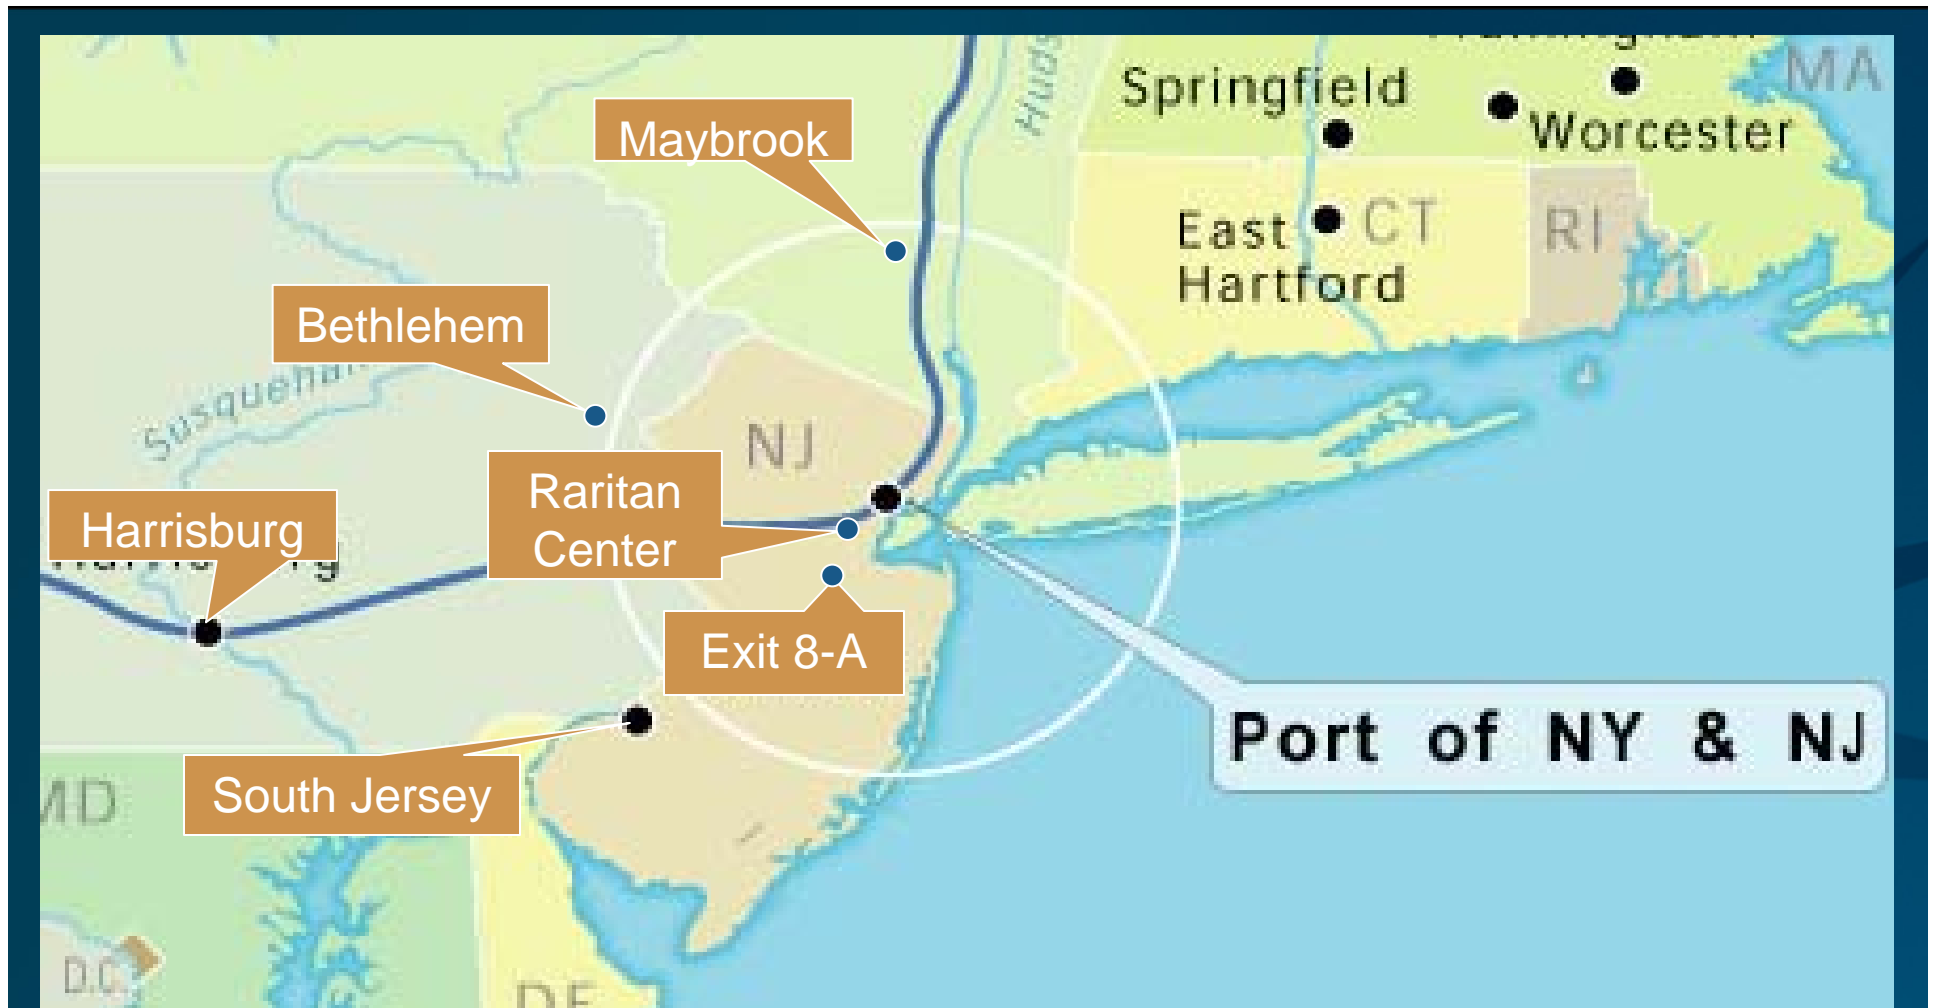 Springfield
MA
Worcester
Maybrook
East
Hartford
CT
RI
Bethlehem
NJ
Raritan
Center
Harrisburg
Exit 8-A
Port of NY & NJ
South Jersey
D.C.